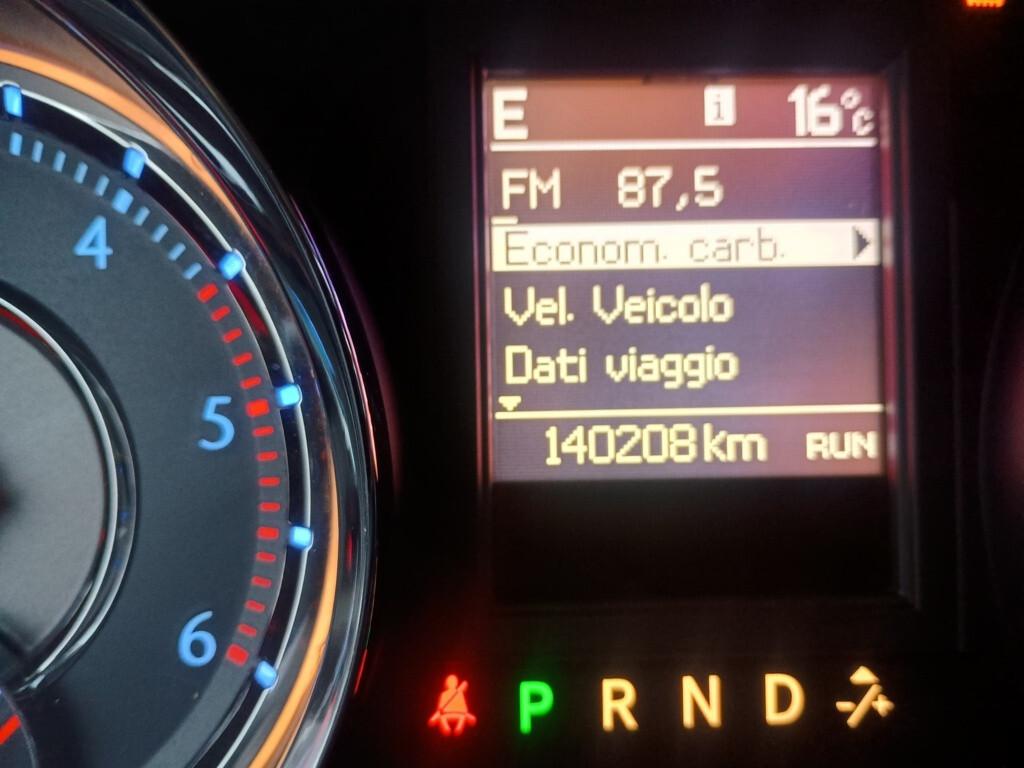 E i 16°C
FM 87,5
Econom. carb.
Vel. Veicolo
Dati viaggio
140208 km RUN
4
5
6
P R N D - +